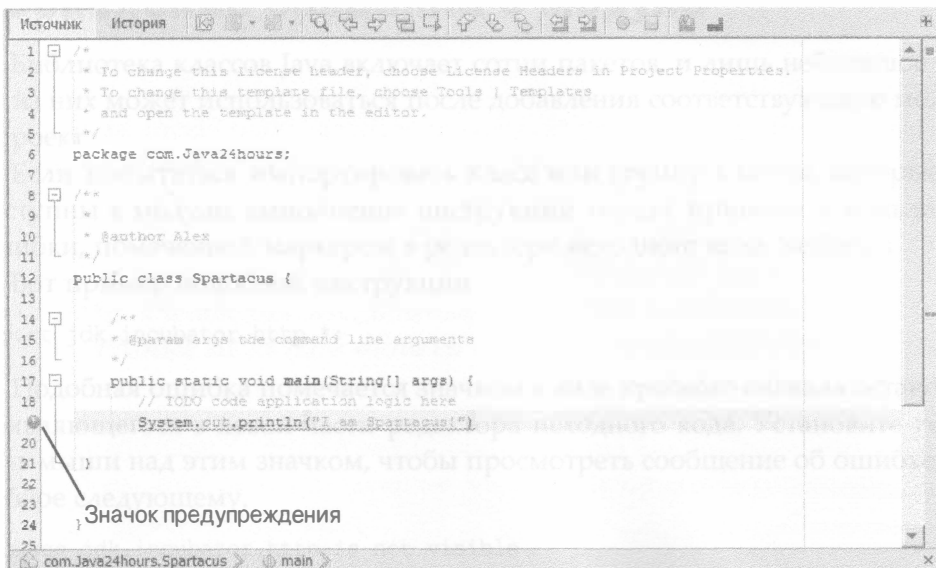 Источник История
1 /*
2 * To change this license header, choose License Headers in Project Properties.
3 * To change this template file, choose Tools | Templates
4 * and open the template in the editor.
5 */
6 package com.Java24hours;
7
8 /**
9 *
10 * @author Alex
11 */
12 public class Spartacus {
13
14 /**
15 * @param args the command line arguments
16 */
17 public static void main(String[] args) {
18 // TODO code application logic here
System.out.println("I am Spartacus!")
20
21
22
23
Значок предупреждения
24 }
25
com.Java24hours.Spartacus main